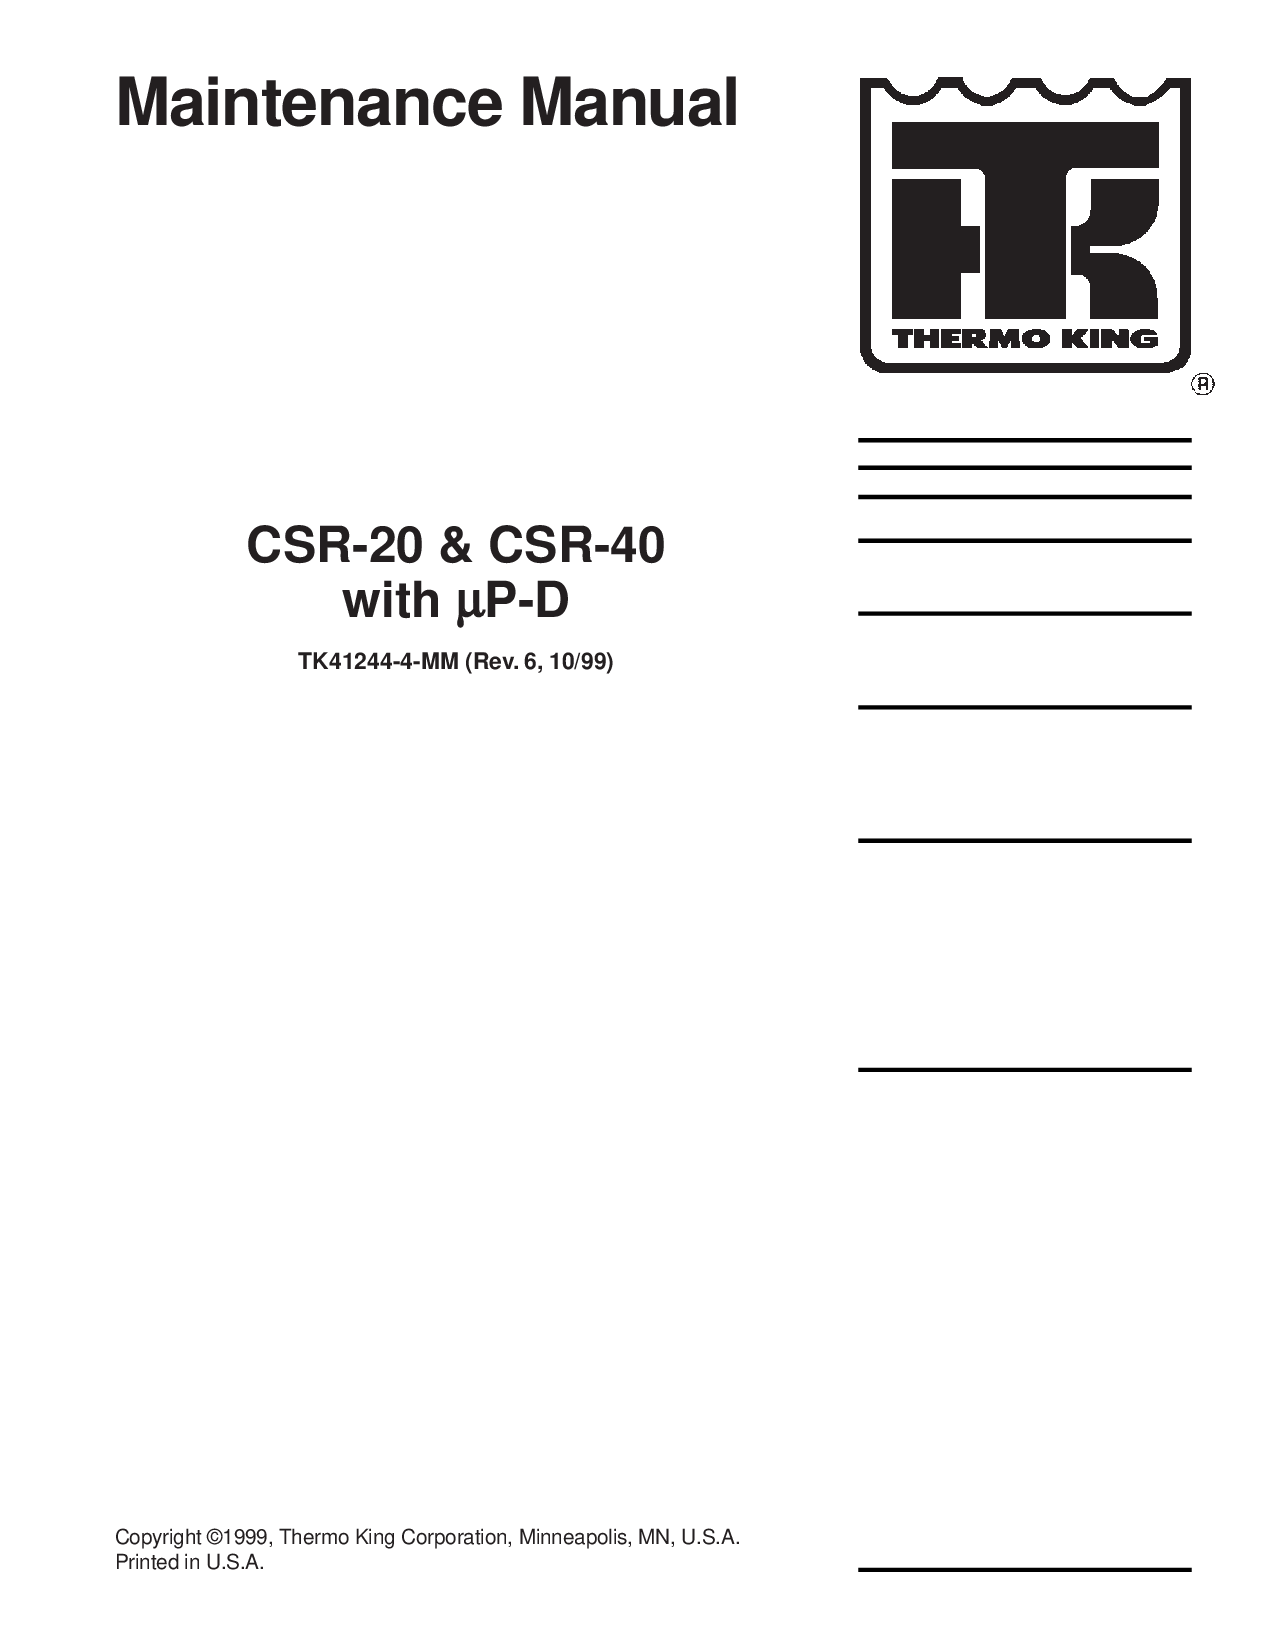 Maintenance Manual
THERMO KING
®
CSR-20 & CSR-40
with µP-D
TK41244-4-MM (Rev. 6, 10/99)
Copyright ©1999, Thermo King Corporation, Minneapolis, MN, U.S.A.
Printed in U.S.A.